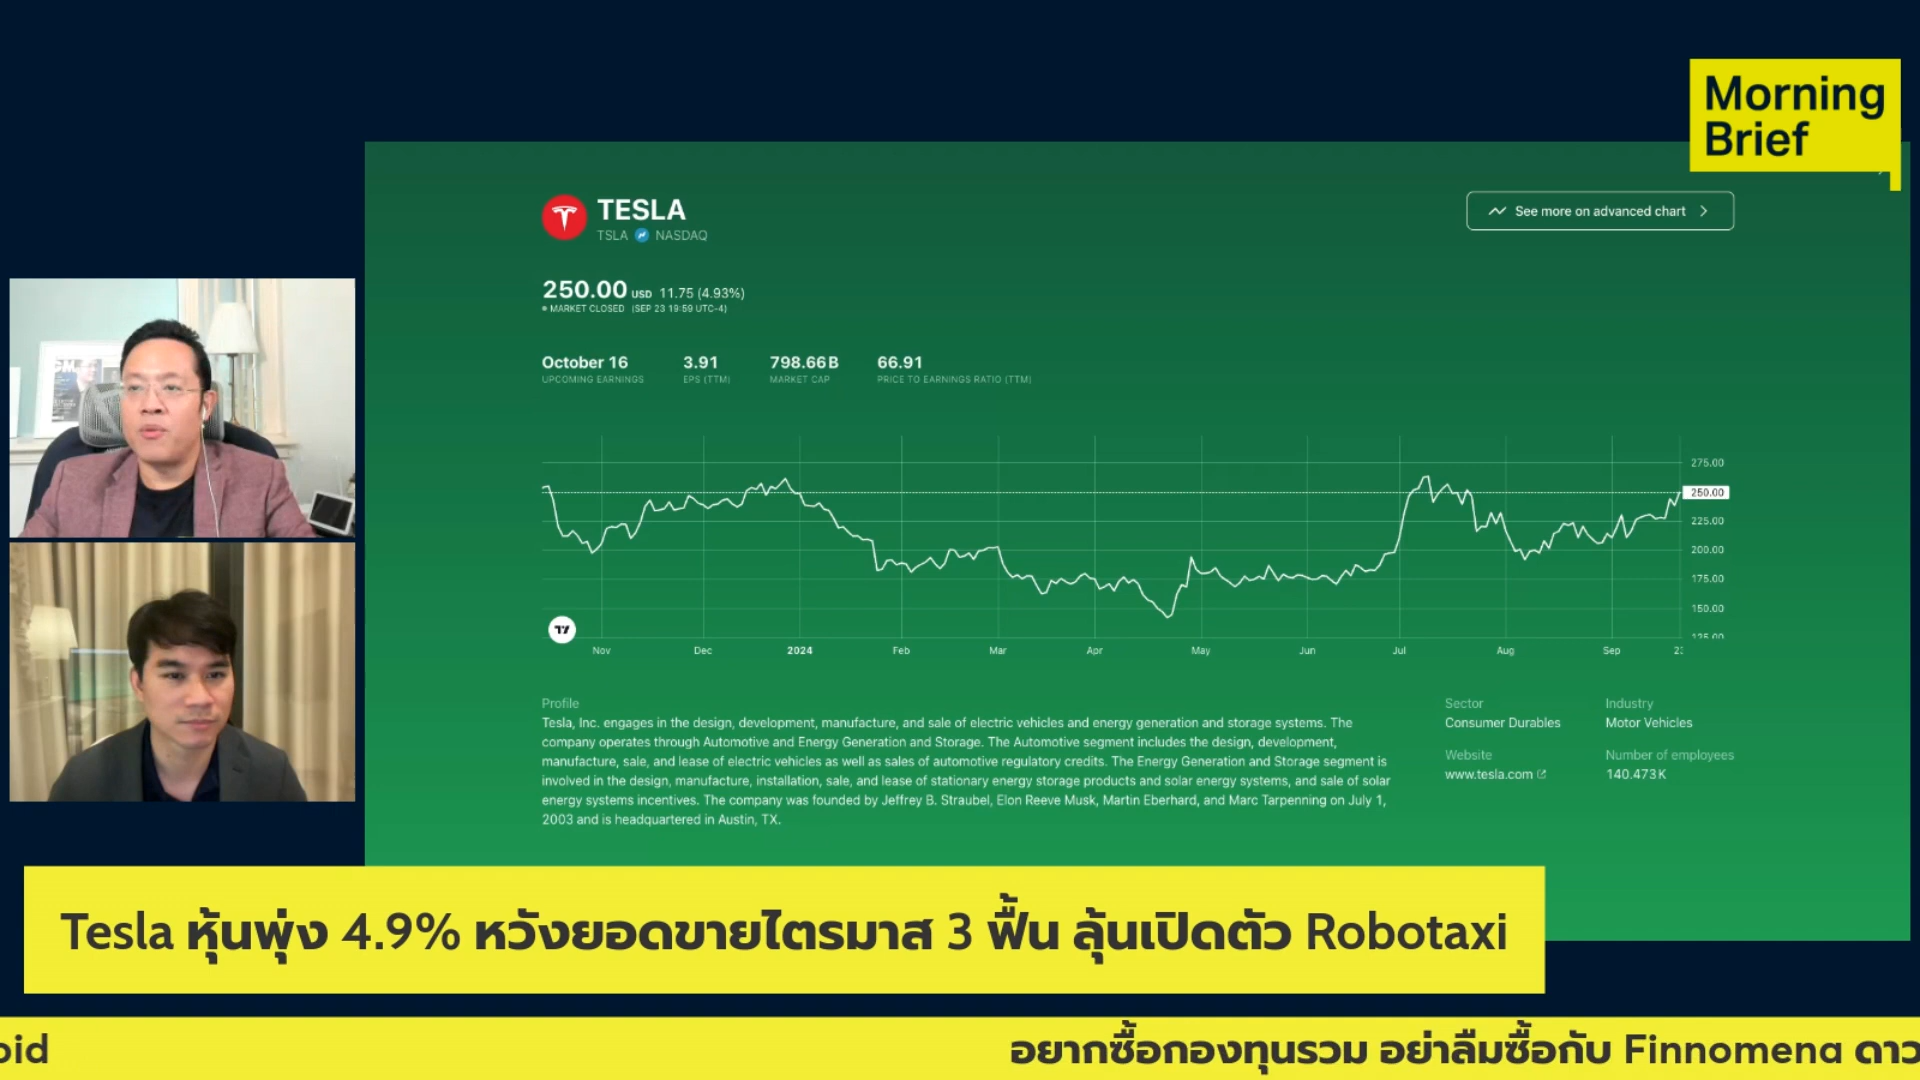 Morning
Brief
TESLA
TSLA NASDAQ
See more on advanced chart
250.00 USD 11.75 (4.93%)
MARKET CLOSED (SEP 23 19:59 UTC-4)
October 16 3.91 798.66B 66.91
UPCOMING EARNINGS EPS (TTM) MARKET CAP PRICE TO EARNINGS RATIO (TTM)
275.00
250.00
225.00
200.00
175.00
150.00
125.00
Nov Dec 2024 Feb Mar Apr May Jun Jul Aug Sep 23
Profile
Tesla, Inc. engages in the design, development, manufacture, and sale of electric vehicles and energy generation and storage systems. The
company operates through Automotive and Energy Generation and Storage. The Automotive segment includes the design, development,
manufacture, sale, and lease of electric vehicles as well as sales of automotive regulatory credits. The Energy Generation and Storage segment is
involved in the design, manufacture, installation, sale, and lease of stationary energy storage products and solar energy systems, and sale of solar
energy systems incentives. The company was founded by Jeffrey B. Straubel, Elon Reeve Musk, Martin Eberhard, and Marc Tarpenning on July 1,
2003 and is headquartered in Austin, TX.
Sector Industry
Consumer Durables Motor Vehicles
Website Number of employees
www.tesla.com 140.473K
Tesla หุ้นพุ่ง 4.9% หวังยอดขายไตรมาส 3 ฟื้น ลุ้นเปิดตัว Robotaxi
oid อยากซื้อกองทุนรวม อย่าลืมซื้อกับ Finnomena ดาว